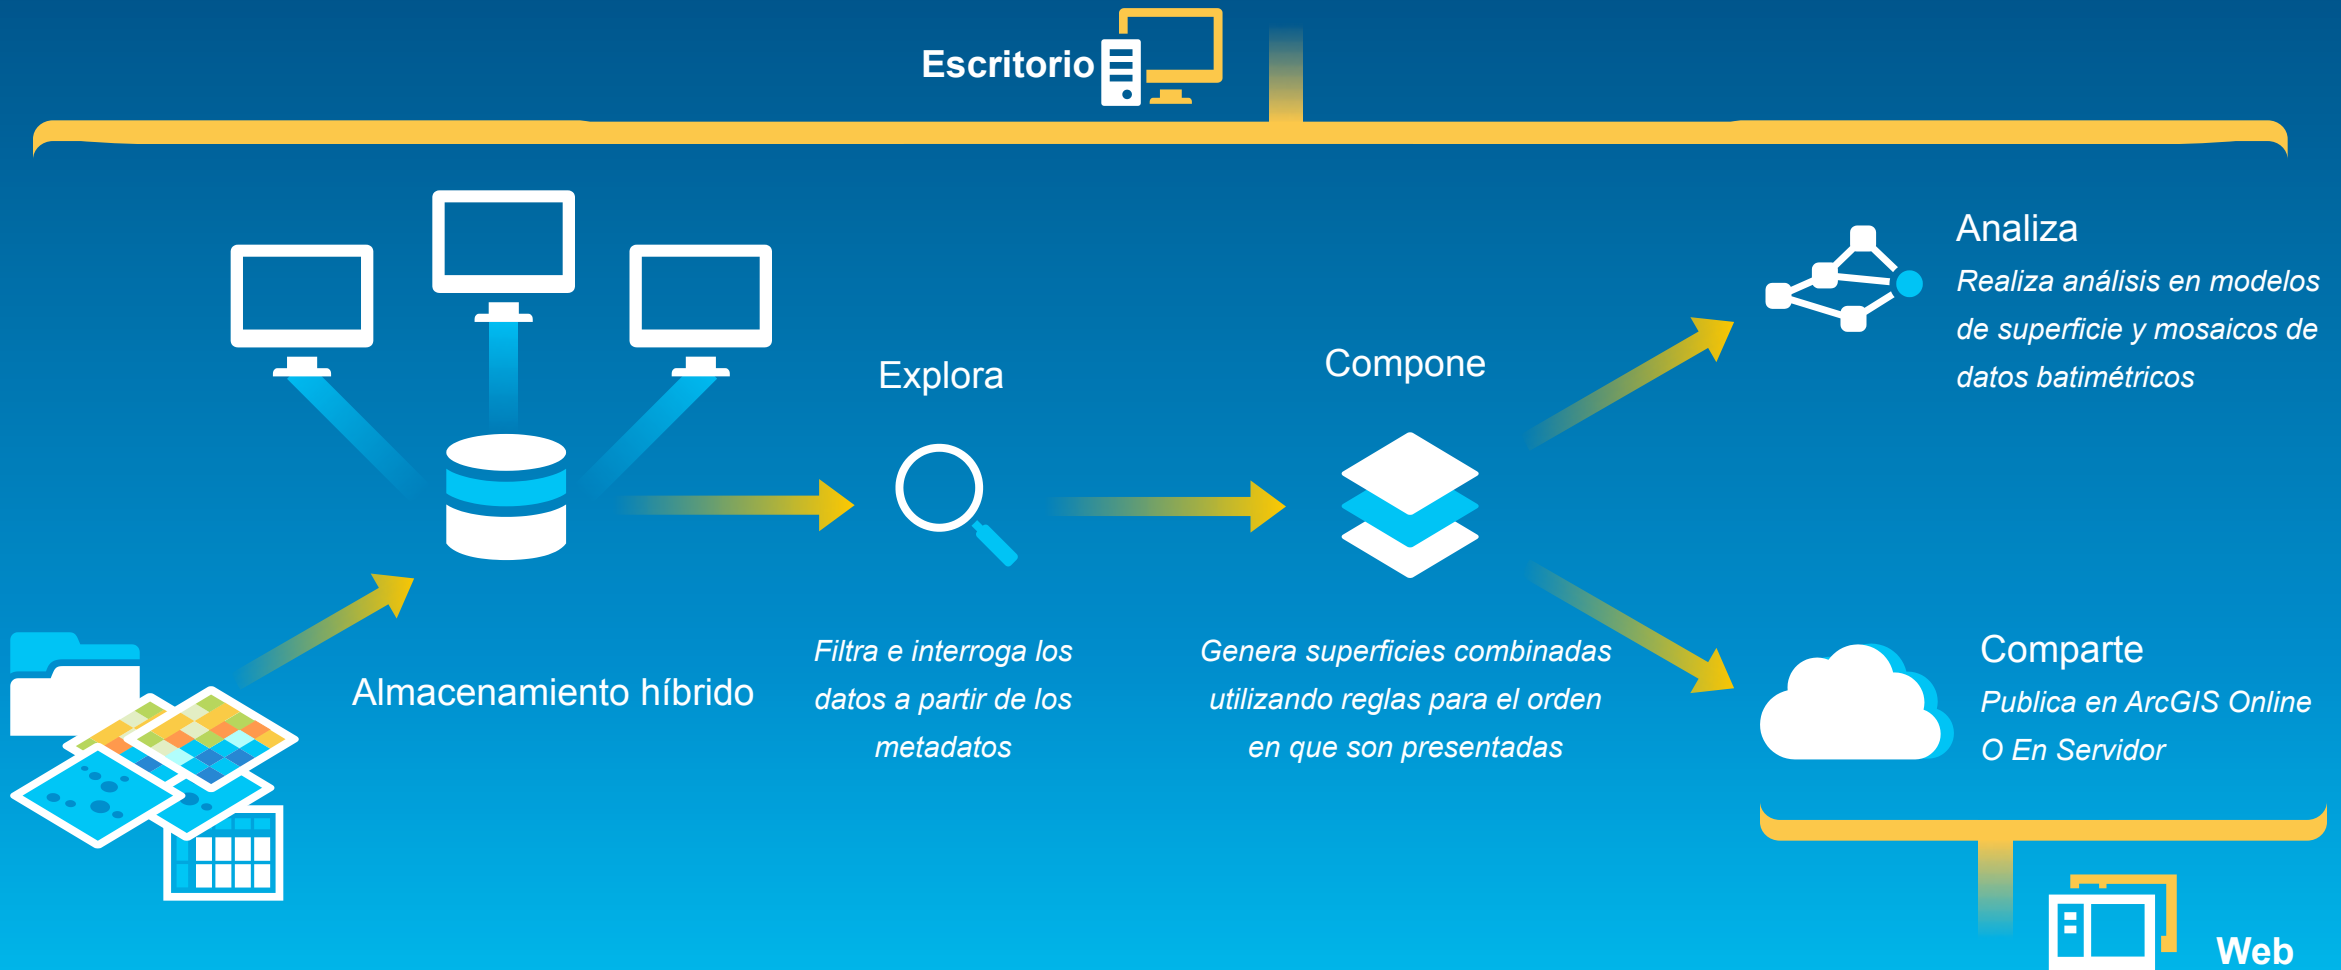 Escritorio
Almacenamiento híbrido
Explora
Filtra e interroga los
datos a partir de los
metadatos
Compone
Genera superficies combinadas
utilizando reglas para el orden
en que son presentadas
Analiza
Realiza análisis en modelos
de superficie y mosaicos de
datos batimétricos
Comparte
Publica en ArcGIS Online
O En Servidor
Web